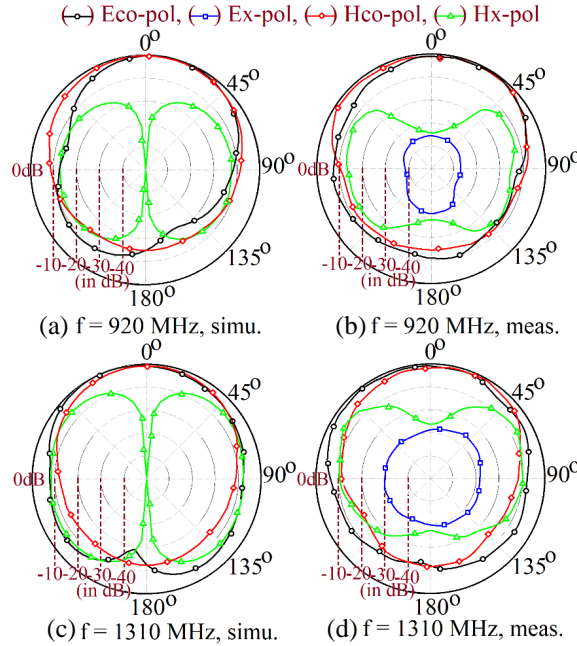 (-○-) Eco-pol, (-□-) Ex-pol, (-◇-) Hco-pol, (-△-) Hx-pol
0o 0o
45o 45o
0dB 90o 0dB 90o
135o 135o
-10-20-30-40 -10-20-30-40
(in dB) (in dB)
180o 180o
(a) f = 920 MHz, simu. (b) f = 920 MHz, meas.
0o 0o
45o 45o
0dB 90o 0dB 90o
135o 135o
-10-20-30-40 -10-20-30-40
(in dB) (in dB)
180o 180o
(c) f = 1310 MHz, simu. (d) f = 1310 MHz, meas.